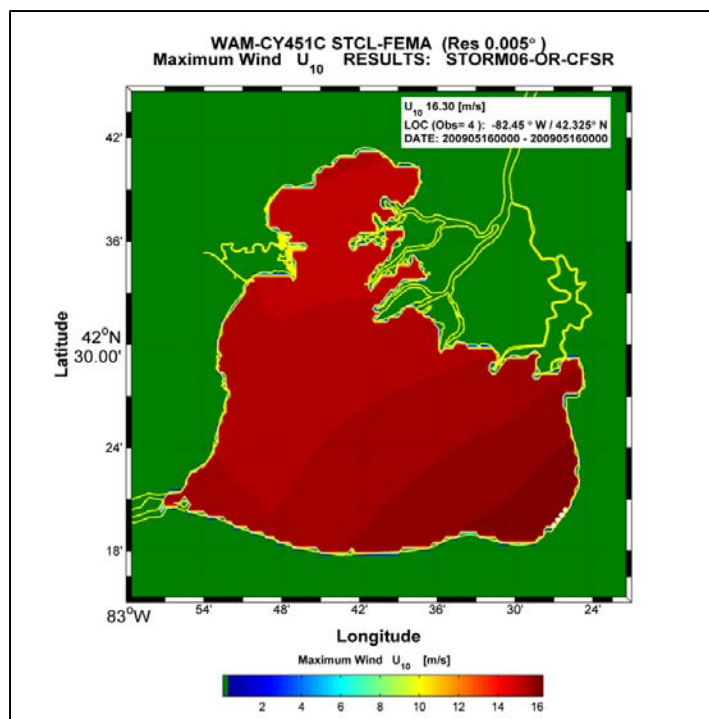 WAM-CY451C STCL-FEMA (Res 0.005°)
Maximum Wind U10 RESULTS: STORM06-OR-CFSR
U10 16.30 [m/s]
LOC (Obs= 4 ): -82.45 ° W / 42.325° N
DATE: 200905160000 - 200905160000
42'
36'
42°N
30.00'
24'
18'
Latitude
83°W
54'
48'
42'
36'
30'
24'
Longitude
Maximum Wind U10 [m/s]
2 4 6 8 10 12 14 16